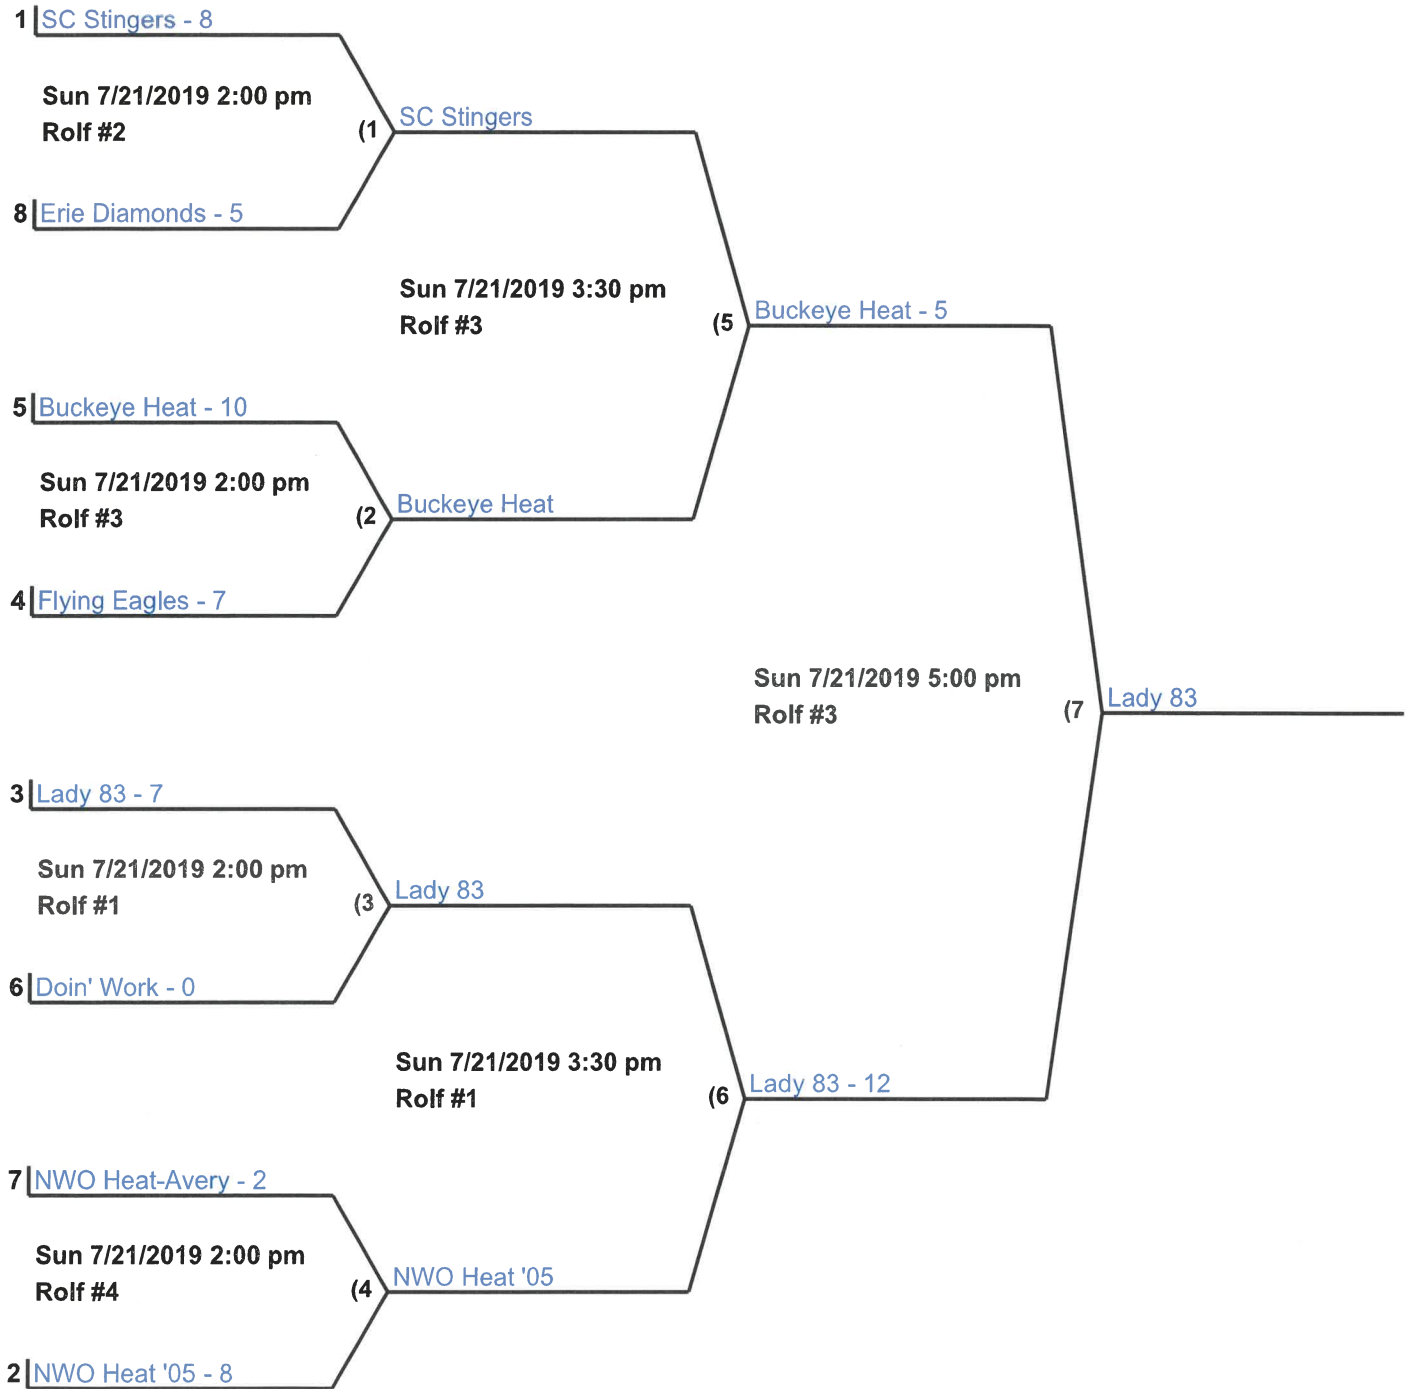 1 SC Stingers - 8
Sun 7/21/2019 2:00 pm
Rolf #2
(1
SC Stingers
8 Erie Diamonds - 5
Sun 7/21/2019 3:30 pm
Rolf #3
(5
Buckeye Heat - 5
5 Buckeye Heat - 10
Sun 7/21/2019 2:00 pm
Rolf #3
(2
Buckeye Heat
4 Flying Eagles - 7
Sun 7/21/2019 5:00 pm
Rolf #3
(7
Lady 83
3 Lady 83 - 7
Sun 7/21/2019 2:00 pm
Rolf #1
(3
Lady 83
6 Doin' Work - 0
Sun 7/21/2019 3:30 pm
Rolf #1
(6
Lady 83 - 12
7 NWO Heat-Avery - 2
Sun 7/21/2019 2:00 pm
Rolf #4
(4
NWO Heat '05
2 NWO Heat '05 - 8